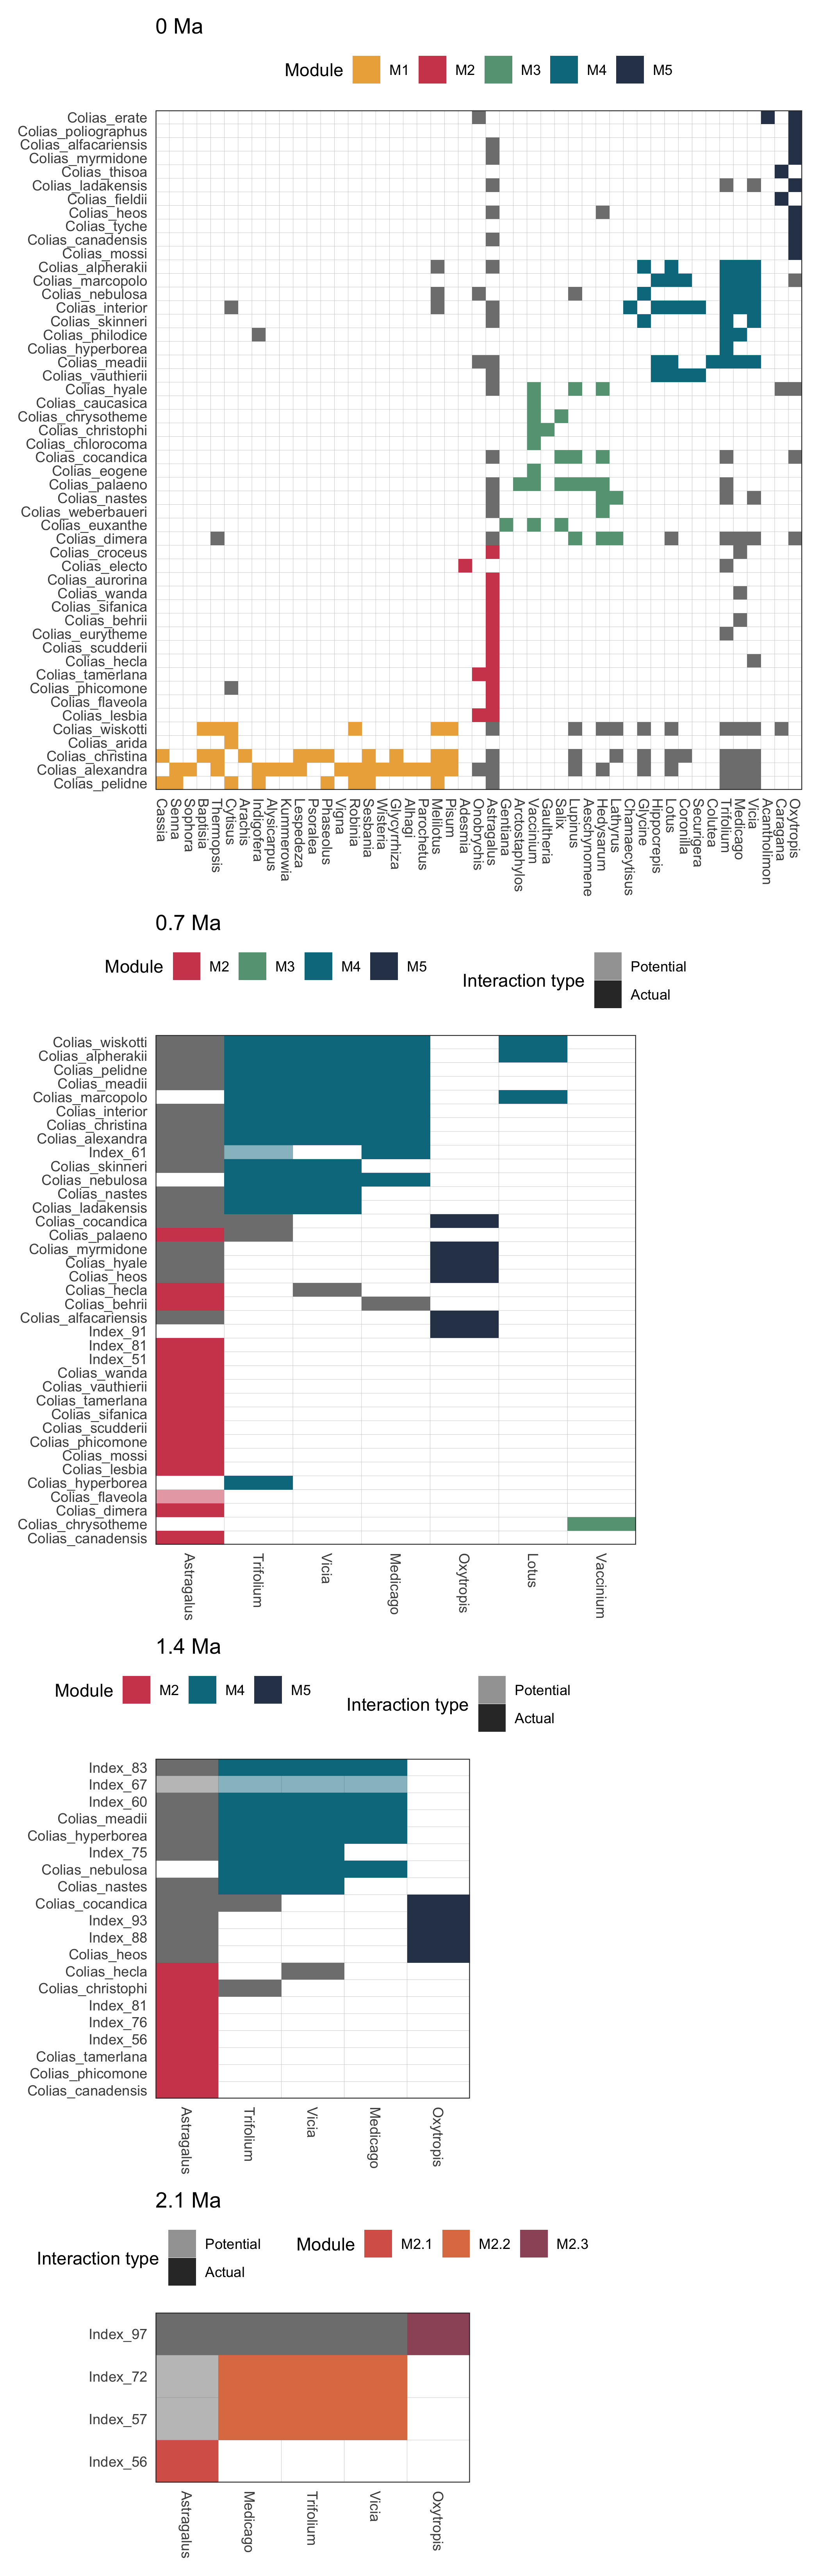 0 Ma
Module M1 M2 M3 M4 M5
Colias_erate
Colias_poliographus
Colias_alfacariensis
Colias_myrmidone
Colias_thisoa
Colias_ladakensis
Colias_fieldii
Colias_heos
Colias_tyche
Colias_canadensis
Colias_mossi
Colias_alpherakii
Colias_marcopolo
Colias_nebulosa
Colias_interior
Colias_skinneri
Colias_philodice
Colias_hyperborea
Colias_meadii
Colias_vauthierii
Colias_hyale
Colias_caucasica
Colias_chrysotheme
Colias_christophi
Colias_chlorocoma
Colias_cocandica
Colias_eogene
Colias_palaeno
Colias_nastes
Colias_weberbaueri
Colias_euxanthe
Colias_dimera
Colias_croceus
Colias_electo
Colias_aurorina
Colias_wanda
Colias_sifanica
Colias_behrii
Colias_eurytheme
Colias_scudderii
Colias_hecla
Colias_tamerlana
Colias_phicomone
Colias_flaveola
Colias_lesbia
Colias_wiskotti
Colias_arida
Colias_christina
Colias_alexandra
Colias_pelidne
Cassia
Senna
Sophora
Baptisia
Thermopsis
Cytisus
Arachis
Indigofera
Alysicarpus
Kummerowia
Lespedeza
Psoralea
Phaseolus
Vigna
Robinia
Sesbania
Wisteria
Glycyrrhiza
Alhagi
Parochetus
Melilotus
Pisum
Adesmia
Onobrychis
Astragalus
Gentiana
Arctostaphylos
Vaccinium
Gaultheria
Salix
Lupinus
Aeschynomene
Hedysarum
Lathyrus
Chamaecytisus
Glycine
Hippocrepis
Lotus
Coronilla
Securigera
Colutea
Trifolium
Medicago
Vicia
Acantholimon
Caragana
Oxytropis
0.7 Ma
Module M2 M3 M4 M5
Interaction type Potential
Actual
Colias_wiskotti
Colias_alpherakii
Colias_pelidne
Colias_meadii
Colias_marcopolo
Colias_interior
Colias_christina
Colias_alexandra
Index_61
Colias_skinneri
Colias_nebulosa
Colias_nastes
Colias_ladakensis
Colias_cocandica
Colias_palaeno
Colias_myrmidone
Colias_hyale
Colias_heos
Colias_hecla
Colias_behrii
Colias_alfacariensis
Index_91
Index_81
Index_51
Colias_wanda
Colias_vauthierii
Colias_tamerlana
Colias_sifanica
Colias_scudderii
Colias_phicomone
Colias_mossi
Colias_lesbia
Colias_hyperborea
Colias_flaveola
Colias_dimera
Colias_chrysotheme
Colias_canadensis
Astragalus
Trifolium
Vicia
Medicago
Oxytropis
Lotus
Vaccinium
1.4 Ma
Module M2 M4 M5
Interaction type Potential
Actual
Index_83
Index_67
Index_60
Colias_meadii
Colias_hyperborea
Index_75
Colias_nebulosa
Colias_nastes
Colias_cocandica
Index_93
Index_88
Colias_heos
Colias_hecla
Colias_christophi
Index_81
Index_76
Index_56
Colias_tamerlana
Colias_phicomone
Colias_canadensis
Astragalus
Trifolium
Vicia
Medicago
Oxytropis
2.1 Ma
Interaction type Potential
Actual
Module M2.1 M2.2 M2.3
Index_97
Index_72
Index_57
Index_56
Astragalus
Medicago
Trifolium
Vicia
Oxytropis